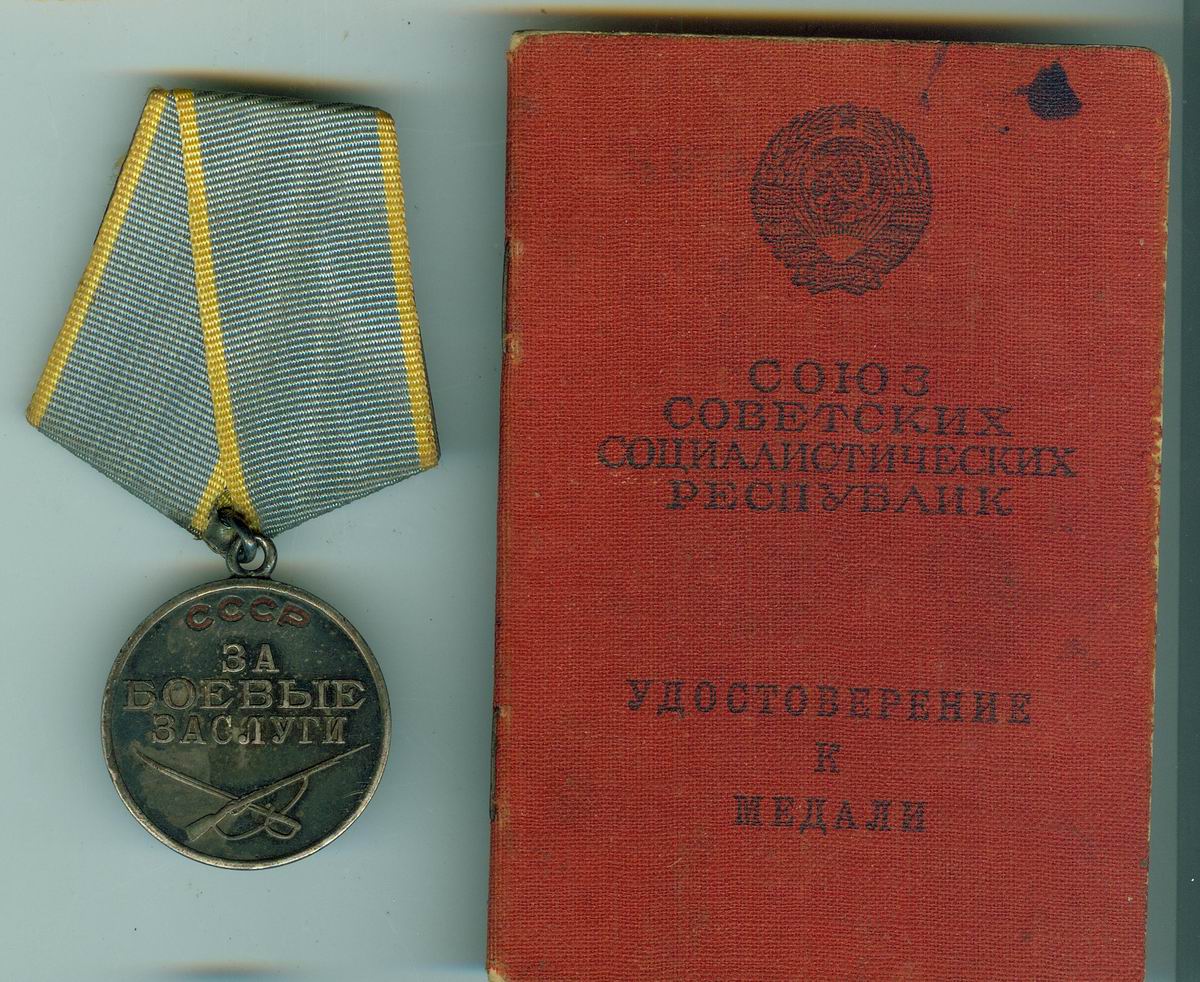 СССР
ЗА
БОЕВЫЕ
ЗАСЛУГИ
СОЮЗ
СОВЕТСКИХ
СОЦИАЛИСТИЧЕСКИХ
РЕСПУБЛИК
УДОСТОВЕРЕНИЕ
К
МЕДАЛИ